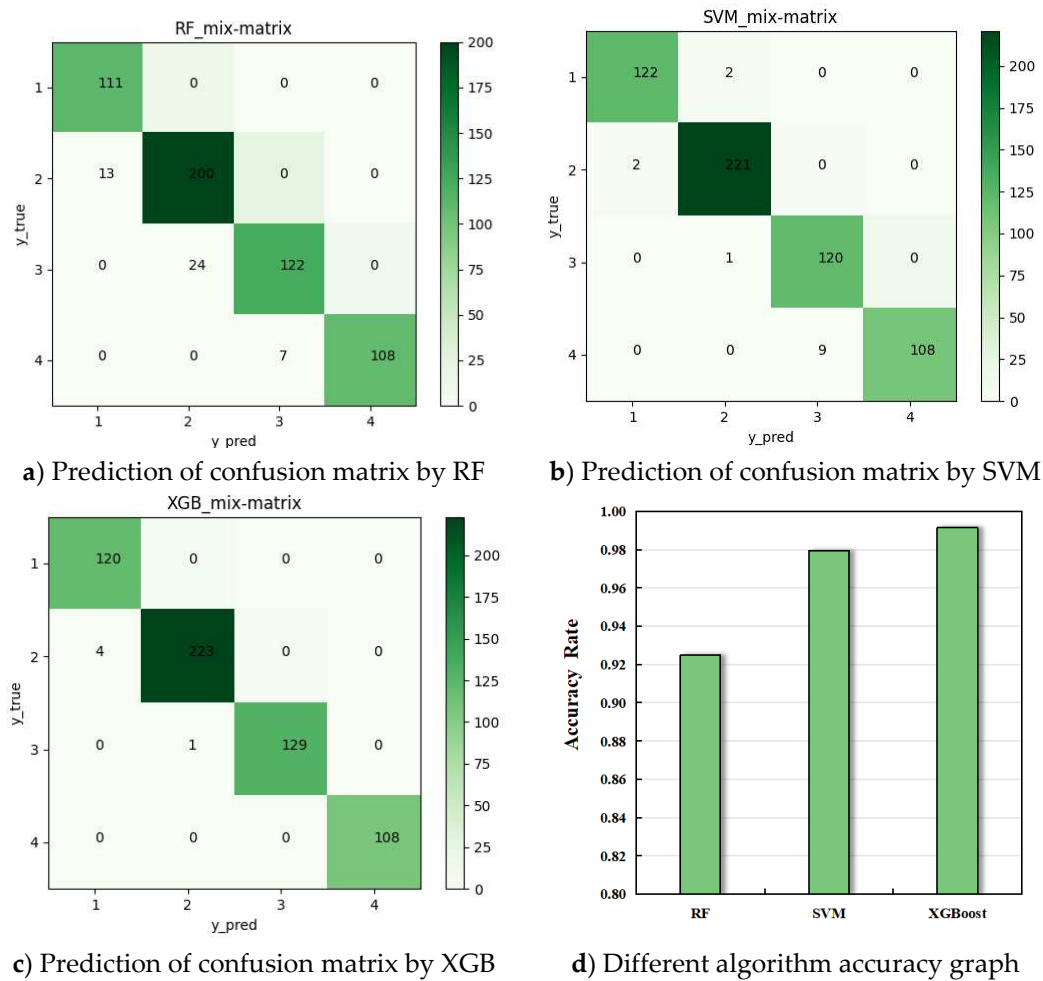 RF_mix-matrix
1 111 0 0 0
2 13 200 0 0
3 0 24 122 0
4 0 0 7 108
1 2 3 4
y_true
y_pred
200
175
150
125
100
75
50
25
0
a) Prediction of confusion matrix by RF
SVM_mix-matrix
1 122 2 0 0
2 2 221 0 0
3 0 1 120 0
4 0 0 9 108
1 2 3 4
y_true
y_pred
200
175
150
125
100
75
50
25
0
b) Prediction of confusion matrix by SVM
XGB_mix-matrix
1 120 0 0 0
2 4 223 0 0
3 0 1 129 0
4 0 0 0 108
1 2 3 4
y_true
y_pred
200
175
150
125
100
75
50
25
0
c) Prediction of confusion matrix by XGB
1.00
0.98
0.96
0.94
0.92
0.90
0.88
0.86
0.84
0.82
0.80
Accuracy Rate
RF SVM XGBoost
d) Different algorithm accuracy graph